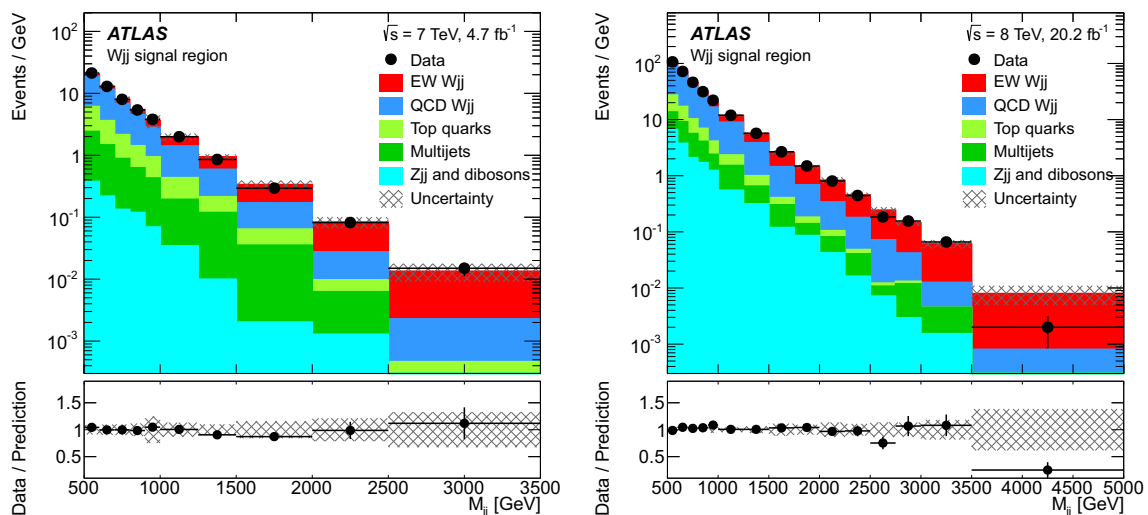 Events / GeV
10²
10
1
10⁻¹
10⁻²
10⁻³
ATLAS
Wjj signal region
√s = 7 TeV, 4.7 fb⁻¹
Data
EW Wjj
QCD Wjj
Top quarks
Multijets
Zjj and dibosons
Uncertainty
Data / Prediction
1.5
1
0.5
500 1000 1500 2000 2500 3000 3500
M_jj [GeV]
Events / GeV
10²
10
1
10⁻¹
10⁻²
10⁻³
ATLAS
Wjj signal region
√s = 8 TeV, 20.2 fb⁻¹
Data
EW Wjj
QCD Wjj
Top quarks
Multijets
Zjj and dibosons
Uncertainty
Data / Prediction
1.5
1
0.5
500 1000 1500 2000 2500 3000 3500 4000 4500 5000
M_jj [GeV]